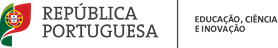 REPÚBLICA
PORTUGUESA
EDUCAÇÃO, CIÊNCIA
E INOVAÇÃO